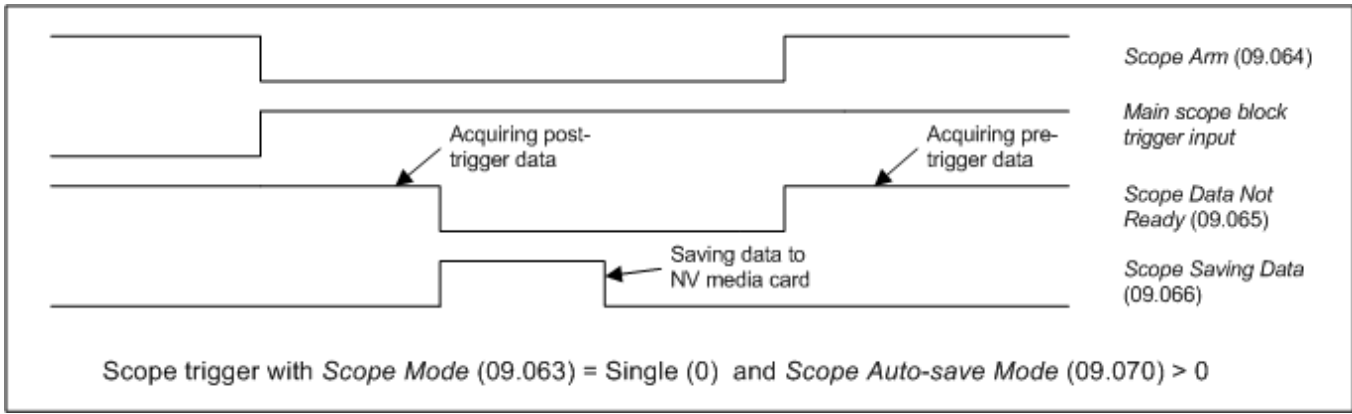 Scope Arm (09.064)
Main scope block
trigger input
Acquiring post-
trigger data
Acquiring pre-
trigger data
Scope Data Not
Ready (09.065)
Saving data to
NV media card
Scope Saving Data
(09.066)
Scope trigger with Scope Mode (09.063) = Single (0) and Scope Auto-save Mode (09.070) > 0